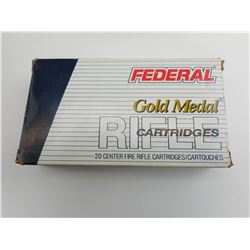 FEDERAL
Gold Medal
RIFLE
CARTRIDGES
20 CENTER FIRE RIFLE CARTRIDGES/CARTOUCHES